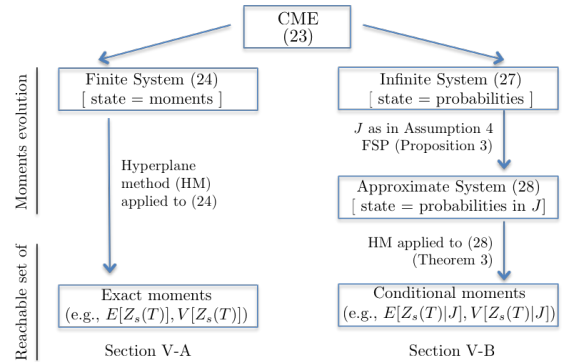 CME
(23)
Finite System (24)
[ state = moments ]
Infinite System (27)
[ state = probabilities ]
Moments evolution
J as in Assumption 4
FSP (Proposition 3)
Hyperplane
method (HM)
applied to (24)
Approximate System (28)
[ state = probabilities in J]
HM applied to (28)
(Theorem 3)
Reachable set of
Exact moments
(e.g., E[Z_s(T)], V[Z_s(T)])
Conditional moments
(e.g., E[Z_s(T)|J], V[Z_s(T)|J])
Section V-A
Section V-B